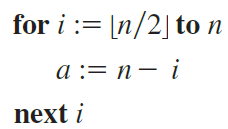 for i := ⌊n/2⌋ to n
a := n − i
next i